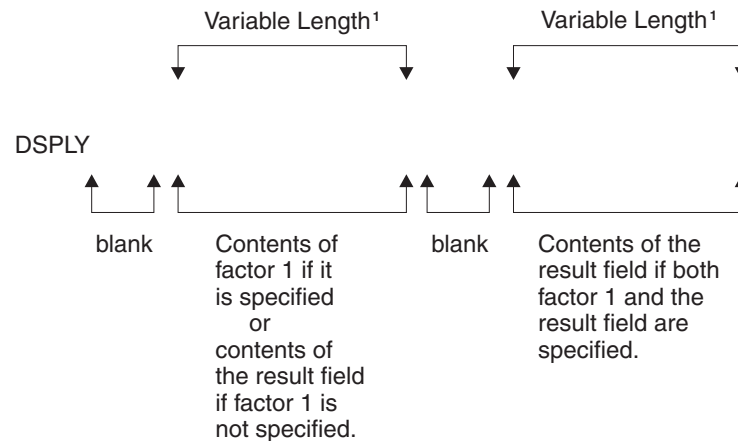 Variable Length¹ Variable Length¹
DSPLY
blank
Contents of
factor 1 if it
is specified
or
contents of
the result field
if factor 1 is
not specified.
blank
Contents of the
result field if both
factor 1 and the
result field are
specified.